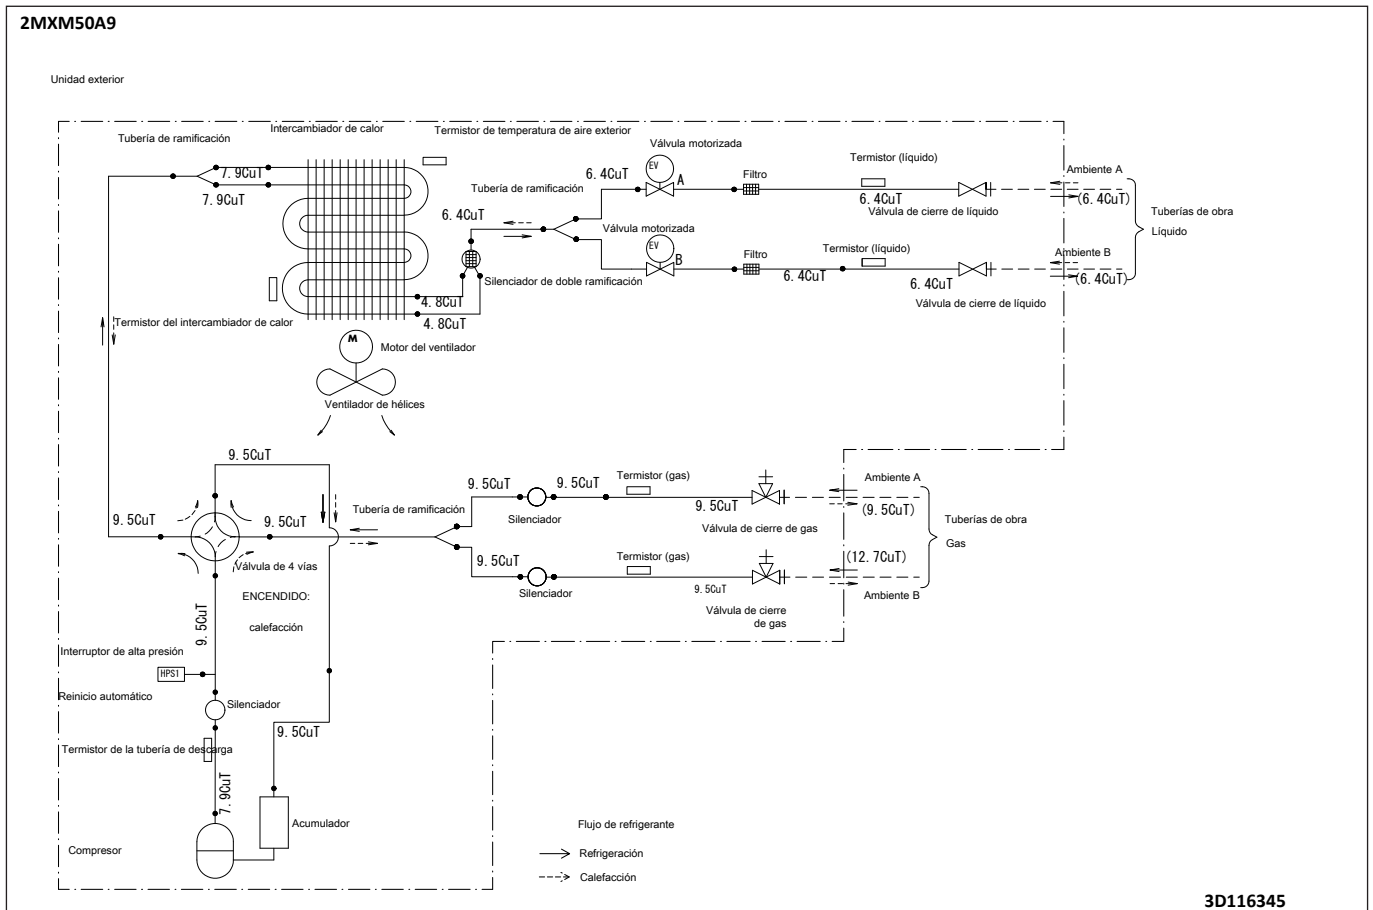 2MXM50A9
Unidad exterior
Tubería de ramificación
Intercambiador de calor
Termistor de temperatura de aire exterior
Válvula motorizada
Termistor (líquido)
Ambiente A
7.9CuT
7.9CuT
6.4CuT
EV
A
Filtro
6.4CuT
(6.4CuT)
Tubería de ramificación
Válvula de cierre de líquido
Tuberías de obra
Líquido
6.4CuT
Válvula motorizada
EV
B
Filtro
Termistor (líquido)
Ambiente B
6.4CuT
6.4CuT
(6.4CuT)
Silenciador de doble ramificación
Válvula de cierre de líquido
4.8CuT
4.8CuT
Termistor del intercambiador de calor
M
Motor del ventilador
Ventilador de hélices
9.5CuT
9.5CuT
9.5CuT
Tubería de ramificación
9.5CuT
9.5CuT
Termistor (gas)
Ambiente A
9.5CuT
(9.5CuT)
Silenciador
Válvula de cierre de gas
Tuberías de obra
Gas
9.5CuT
Termistor (gas)
(12.7CuT)
Válvula de 4 vías
Silenciador
9.5CuT
Ambiente B
ENCENDIDO:
calefacción
Válvula de cierre
de gas
9.5CuT
Interruptor de alta presión
HPS1
Reinicio automático
Silenciador
9.5CuT
Termistor de la tubería de descarga
7.9CuT
Acumulador
Compresor
Flujo de refrigerante
Refrigeración
Calefacción
3D116345